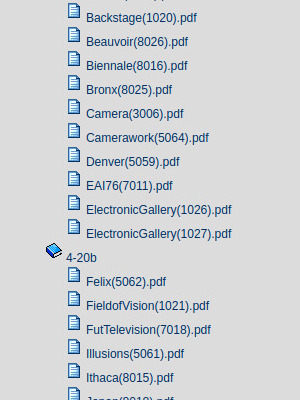 Backstage(1020).pdf
Beauvoir(8026).pdf
Biennale(8016).pdf
Bronx(8025).pdf
Camera(3006).pdf
Camerawork(5064).pdf
Denver(5059).pdf
EAI76(7011).pdf
ElectronicGallery(1026).pdf
ElectronicGallery(1027).pdf
4-20b
Felix(5062).pdf
FieldofVision(1021).pdf
FutTelevision(7018).pdf
Illusions(5061).pdf
Ithaca(8015).pdf